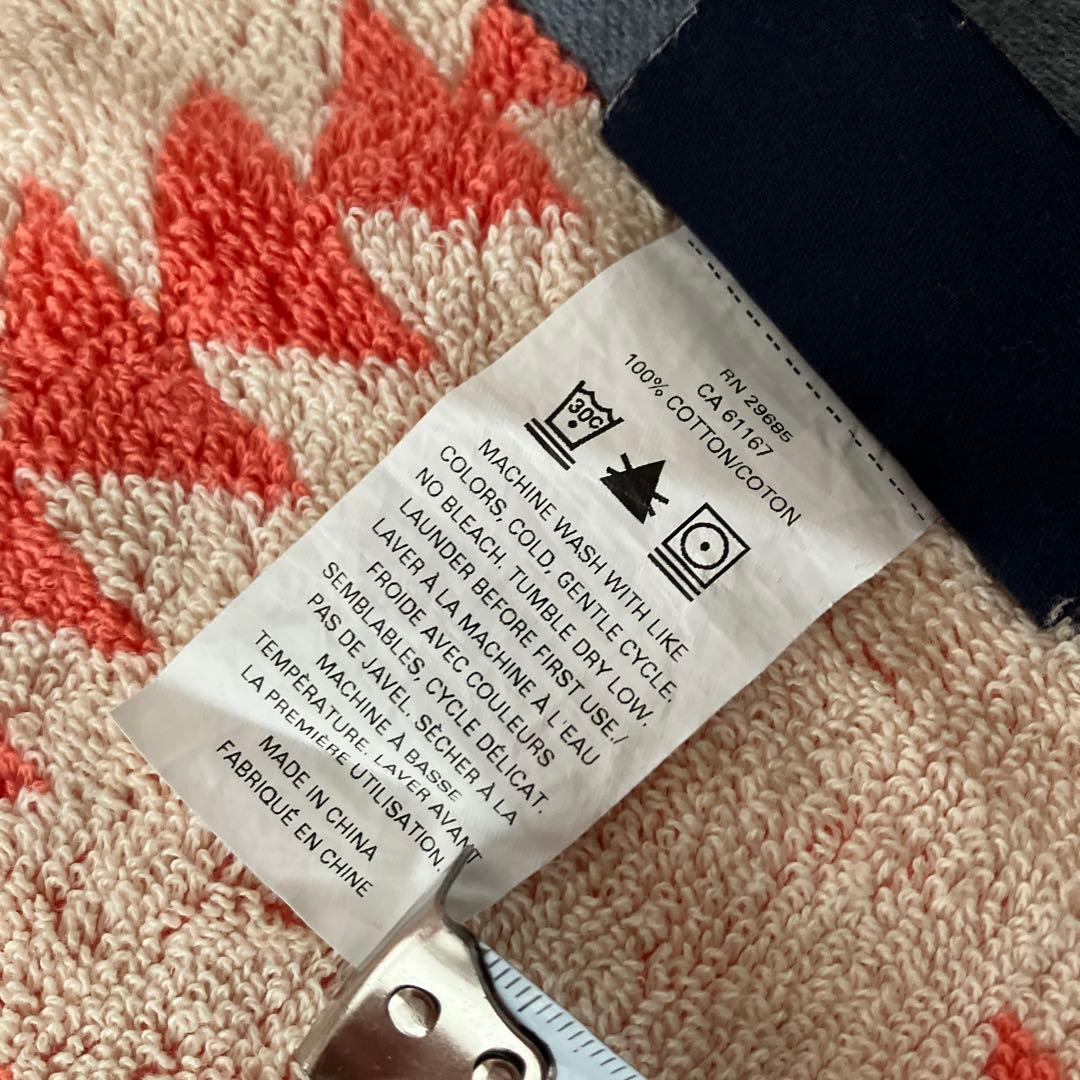 RN 29685
CA 61167
100% COTTON/COTON
30C
MACHINE WASH WITH LIKE
COLORS, COLD, GENTLE CYCLE.
NO BLEACH. TUMBLE DRY LOW.
LAUNDER BEFORE FIRST USE./
LAVER À LA MACHINE À L'EAU
FROIDE AVEC COULEURS
SEMBLABLES, CYCLE DÉLICAT.
PAS DE JAVEL. SÉCHER À LA
MACHINE À BASSE
TEMPÉRATURE. LAVER AVANT
LA PREMIÈRE UTILISATION.
MADE IN CHINA
FABRIQUÉ EN CHINE